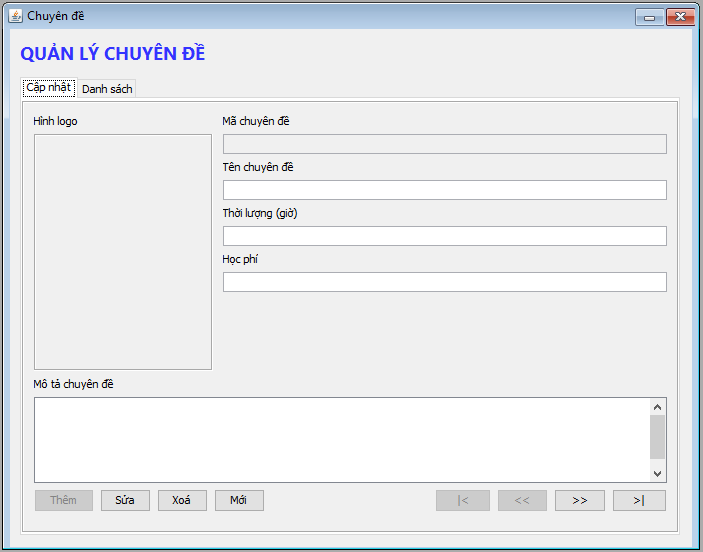 Chuyên đề
QUẢN LÝ CHUYÊN ĐỀ
Cập nhật Danh sách
Hình logo
Mã chuyên đề
Tên chuyên đề
Thời lượng (giờ)
Học phí
Mô tả chuyên đề
Thêm Sửa Xoá Mới |< << >> >|